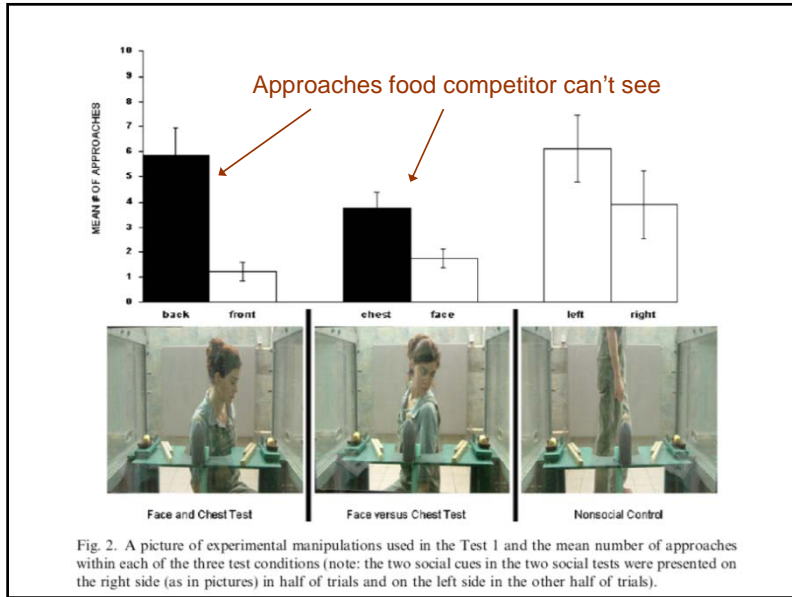 Approaches food competitor can't see
MEAN # OF APPROACHES
10
9
8
7
6
5
4
3
2
1
0
back front chest face left right
Face and Chest Test Face versus Chest Test Nonsocial Control
Fig. 2. A picture of experimental manipulations used in the Test 1 and the mean number of approaches
within each of the three test conditions (note: the two social cues in the two social tests were presented on
the right side (as in pictures) in half of trials and on the left side in the other half of trials).